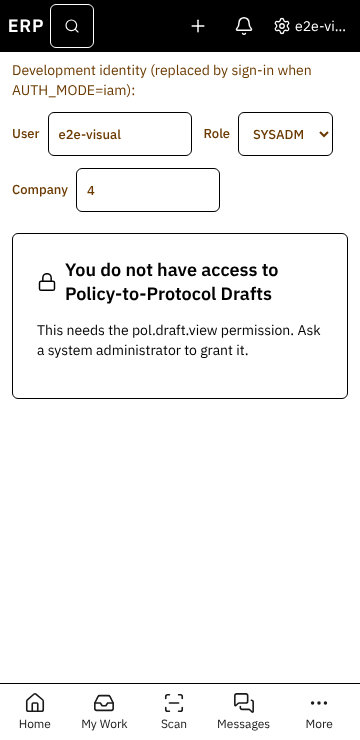 ERP
e2e-vi...
Development identity (replaced by sign-in when
AUTH_MODE=iam):
User e2e-visual Role SYSADM
Company 4
You do not have access to
Policy-to-Protocol Drafts
This needs the pol.draft.view permission. Ask
a system administrator to grant it.
Home My Work Scan Messages More